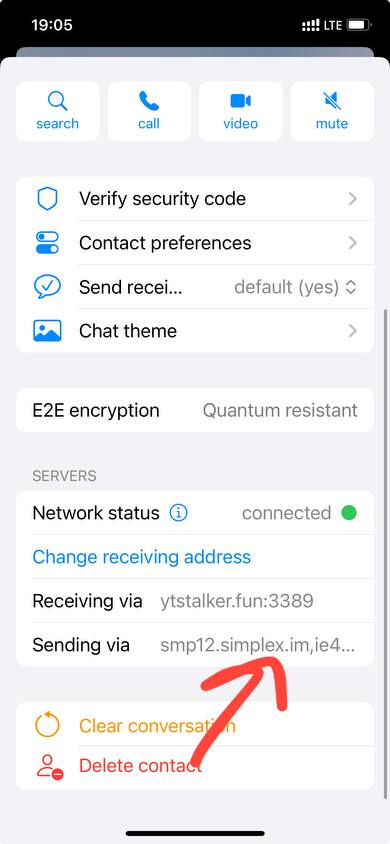 19:05 LTE
search call video mute
Verify security code
Contact preferences
Send recei... default (yes)
Chat theme
E2E encryption Quantum resistant
SERVERS
Network status connected
Change receiving address
Receiving via ytstalker.fun:3389
Sending via smp12.simplex.im,ie4...
Clear conversation
Delete contact